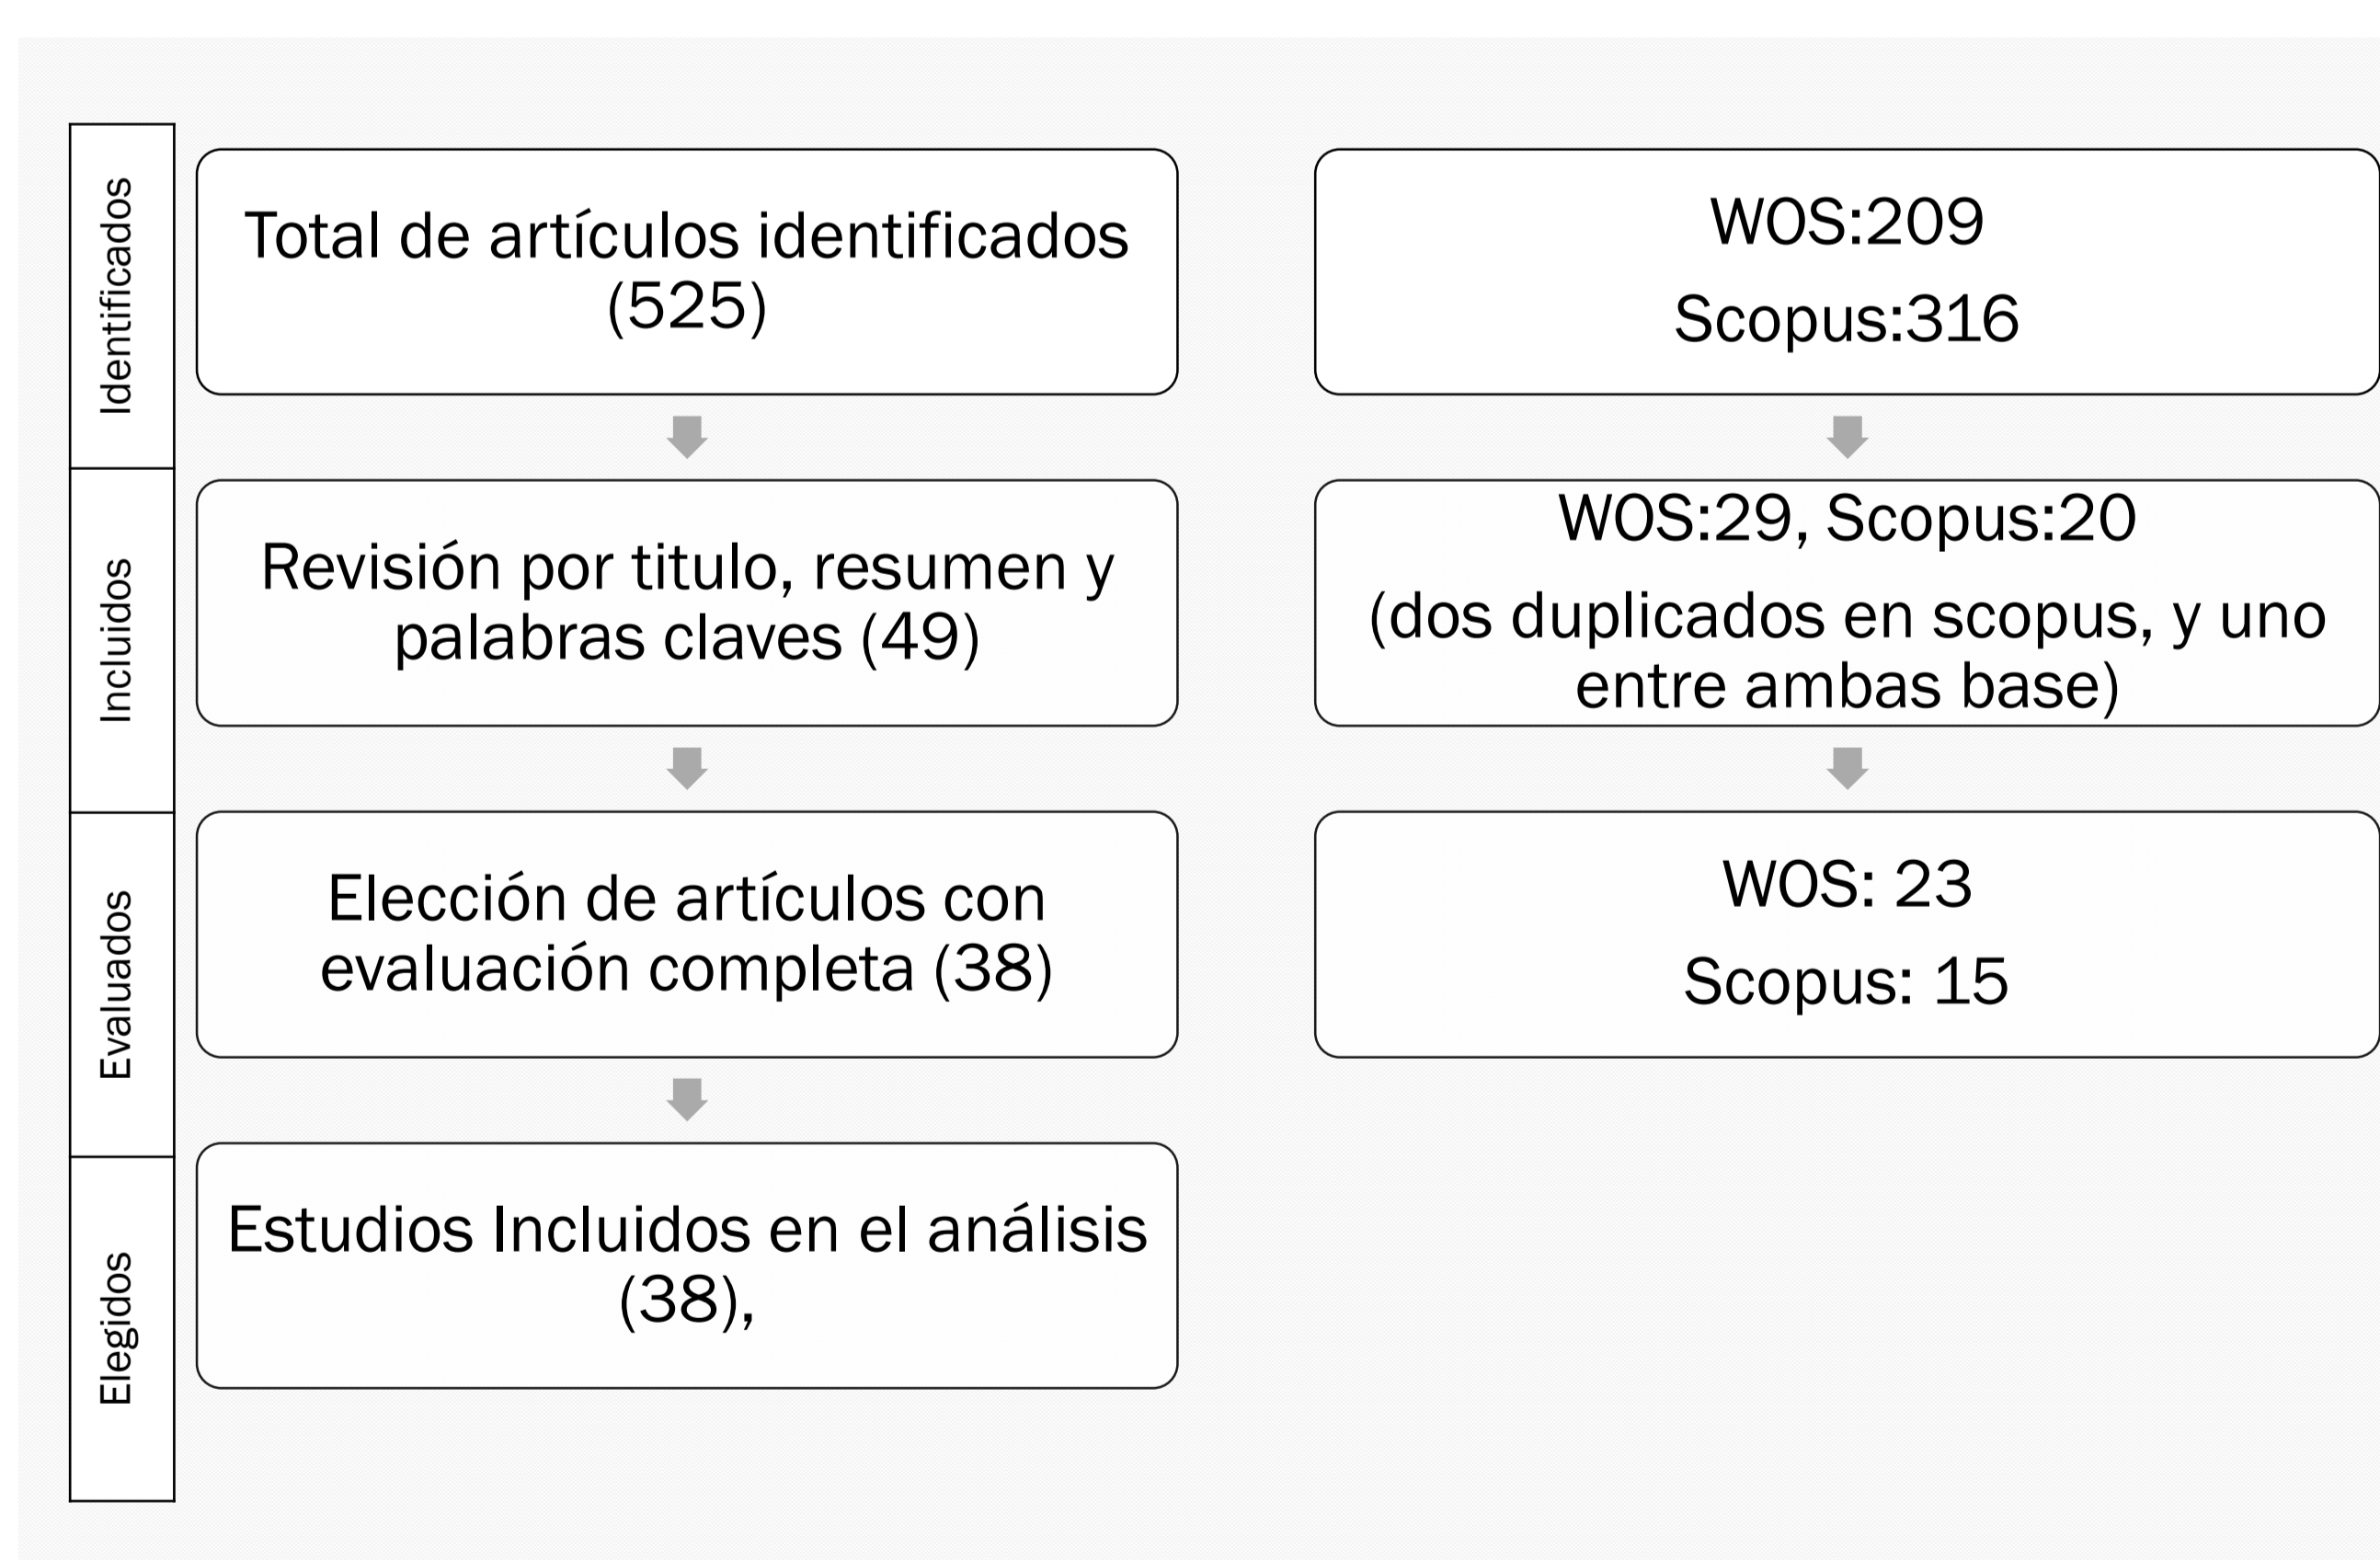 Identificados
Total de artículos identificados
(525)
WOS:209
Scopus:316
Incluidos
Revisión por titulo, resumen y
palabras claves (49)
WOS:29, Scopus:20
(dos duplicados en scopus, y uno
entre ambas base)
Evaluados
Elección de articulos con
evaluación completa (38)
WOS: 23
Scopus: 15
Elegidos
Estudios Incluidos en el análisis
(38),